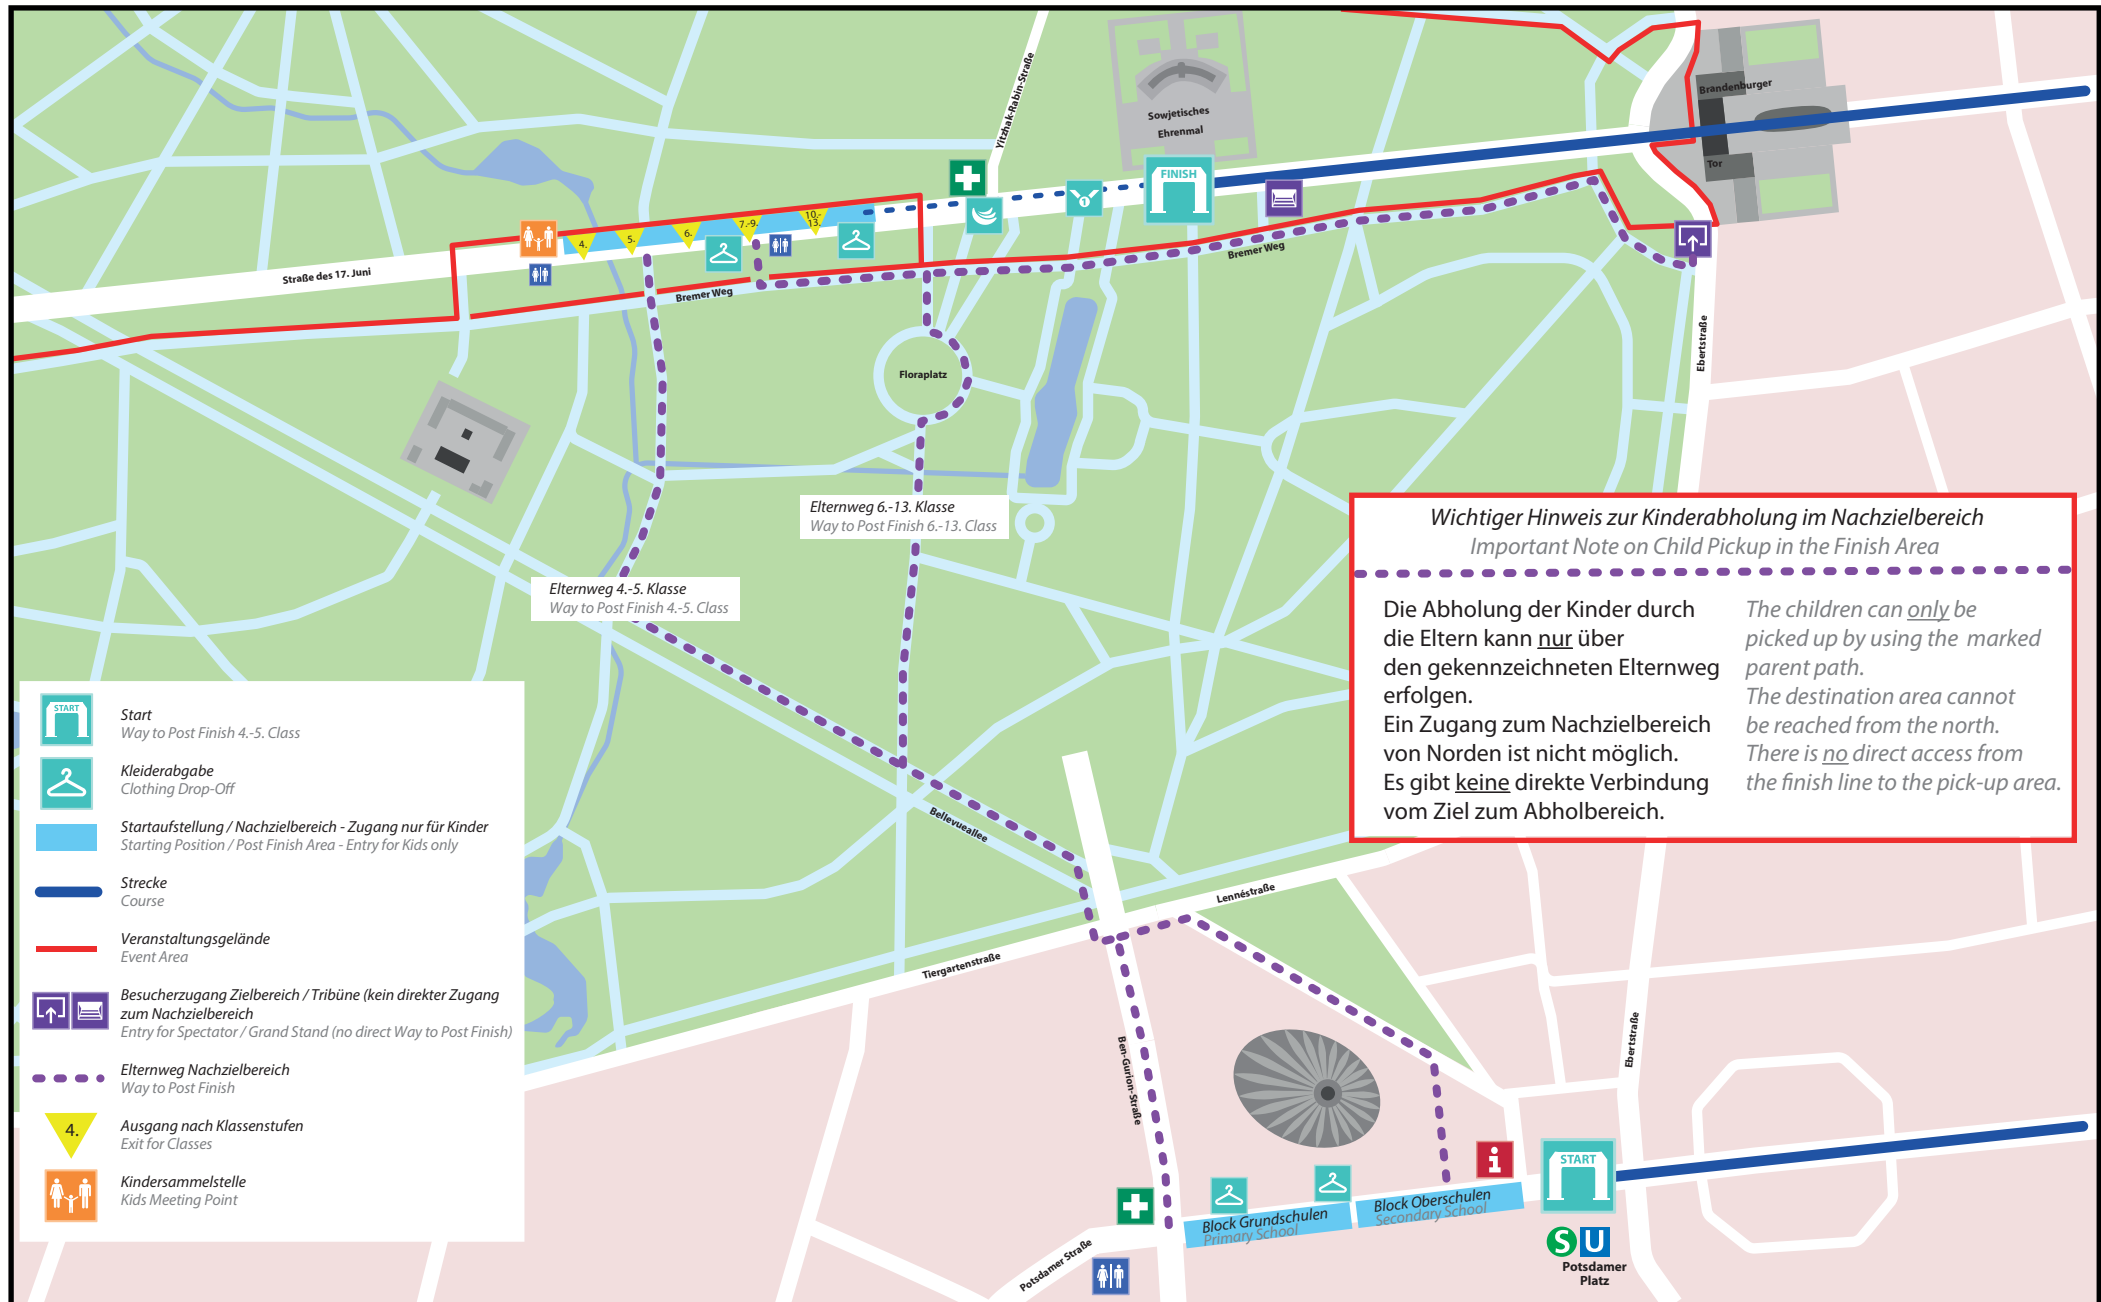 Yitzhak-Rabin-Straße
Sowjetisches
Ehrenmal
Brandenburger
Tor
FINISH
1
4.
5.
6.
7.-9.
10.-
13.
Straße des 17. Juni
Bremer Weg
Bremer Weg
Ebertstraße
Floraplatz
Elternweg 6.-13. Klasse
Way to Post Finish 6.-13. Class
Elternweg 4.-5. Klasse
Way to Post Finish 4.-5. Class
Wichtiger Hinweis zur Kinderabholung im Nachzielbereich
Important Note on Child Pickup in the Finish Area
Die Abholung der Kinder durch
die Eltern kann nur über
den gekennzeichneten Elternweg
erfolgen.
Ein Zugang zum Nachzielbereich
von Norden ist nicht möglich.
Es gibt keine direkte Verbindung
vom Ziel zum Abholbereich.
The children can only be
picked up by using the marked
parent path.
The destination area cannot
be reached from the north.
There is no direct access from
the finish line to the pick-up area.
START
Start
Way to Post Finish 4.-5. Class
Kleiderabgabe
Clothing Drop-Off
Startaufstellung / Nachzielbereich - Zugang nur für Kinder
Starting Position / Post Finish Area - Entry for Kids only
Strecke
Course
Veranstaltungsgelände
Event Area
Besucherzugang Zielbereich / Tribüne (kein direkter Zugang
zum Nachzielbereich
Entry for Spectator / Grand Stand (no direct Way to Post Finish)
Elternweg Nachzielbereich
Way to Post Finish
4.
Ausgang nach Klassenstufen
Exit for Classes
Kindersammelstelle
Kids Meeting Point
Bellevueallee
Lennéstraße
Tiergartenstraße
Ben-Gurion-Straße
Ebertstraße
Potsdamer Straße
Block Grundschulen
Primary School
Block Oberschulen
Secondary School
i
START
S U
Potsdamer
Platz